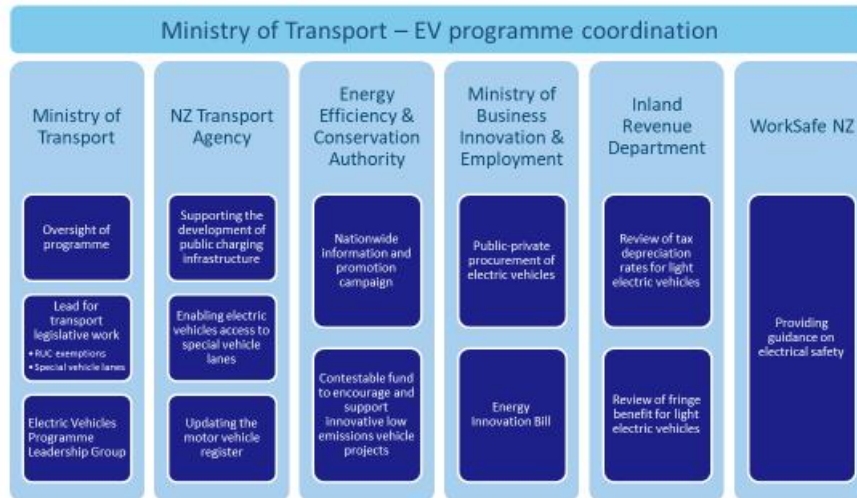 Ministry of Transport – EV programme coordination
Ministry of
Transport
Oversight of
programme
Lead for
transport
legislative work
• RUC exemptions
• Special vehicle lanes
Electric Vehicles
Programme
Leadership Group
NZ Transport
Agency
Supporting the
development of
public charging
infrastructure
Enabling electric
vehicles access to
special vehicle
lanes
Updating the
motor vehicle
register
Energy
Efficiency &
Conservation
Authority
Nationwide
information and
promotion
campaign
Contestable fund
to encourage and
support
innovative low
emissions vehicle
projects
Ministry of
Business
Innovation &
Employment
Public-private
procurement of
electric vehicles
Energy
Innovation Bill
Inland
Revenue
Department
Review of tax
depreciation
rates for light
electric vehicles
Review of fringe
benefit for light
electric vehicles
WorkSafe NZ
Providing
guidance on
electrical safety